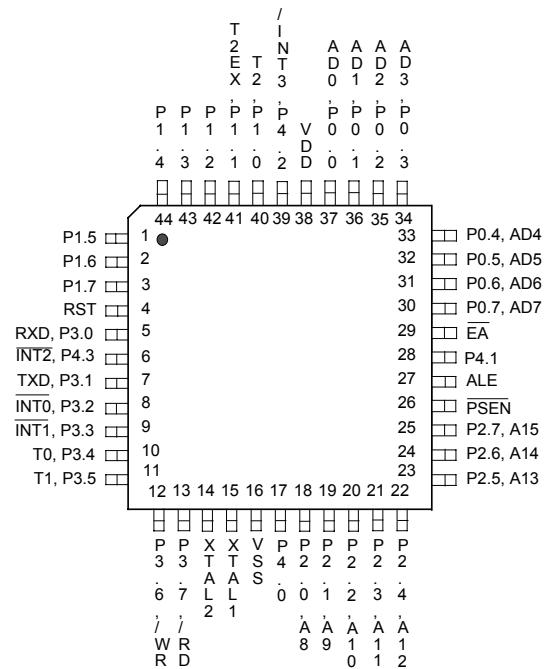 P1.4
P1.3
P1.2
T2EX,P1.1
T2,P1.0
/INT3,P4.2
VDD
AD0,P0.0
AD1,P0.1
AD2,P0.2
AD3,P0.3
44 43 42 41 40 39 38 37 36 35 34
P1.5 1
P1.6 2
P1.7 3
RST 4
RXD, P3.0 5
INT2, P4.3 6
TXD, P3.1 7
INT0, P3.2 8
INT1, P3.3 9
T0, P3.4 10
T1, P3.5 11
33 P0.4, AD4
32 P0.5, AD5
31 P0.6, AD6
30 P0.7, AD7
29 EA
28 P4.1
27 ALE
26 PSEN
25 P2.7, A15
24 P2.6, A14
23 P2.5, A13
12 13 14 15 16 17 18 19 20 21 22
P3.6,/WR
P3.7,/RD
XTAL2
XTAL1
VSS
P4.0
P2.0,A8
P2.1,A9
P2.2,A10
P2.3,A11
P2.4,A12